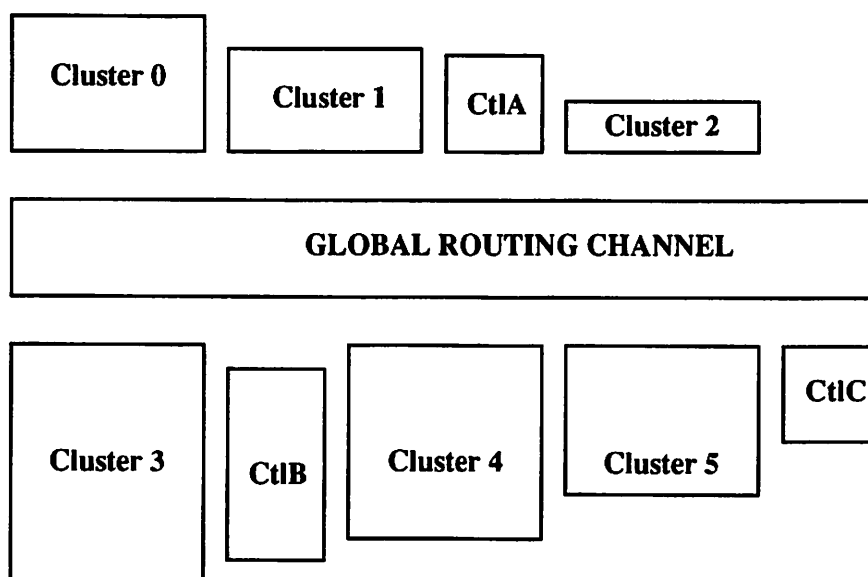 Cluster 0
Cluster 1
CtlA
Cluster 2
GLOBAL ROUTING CHANNEL
Cluster 3
CtlB
Cluster 4
Cluster 5
CtlC